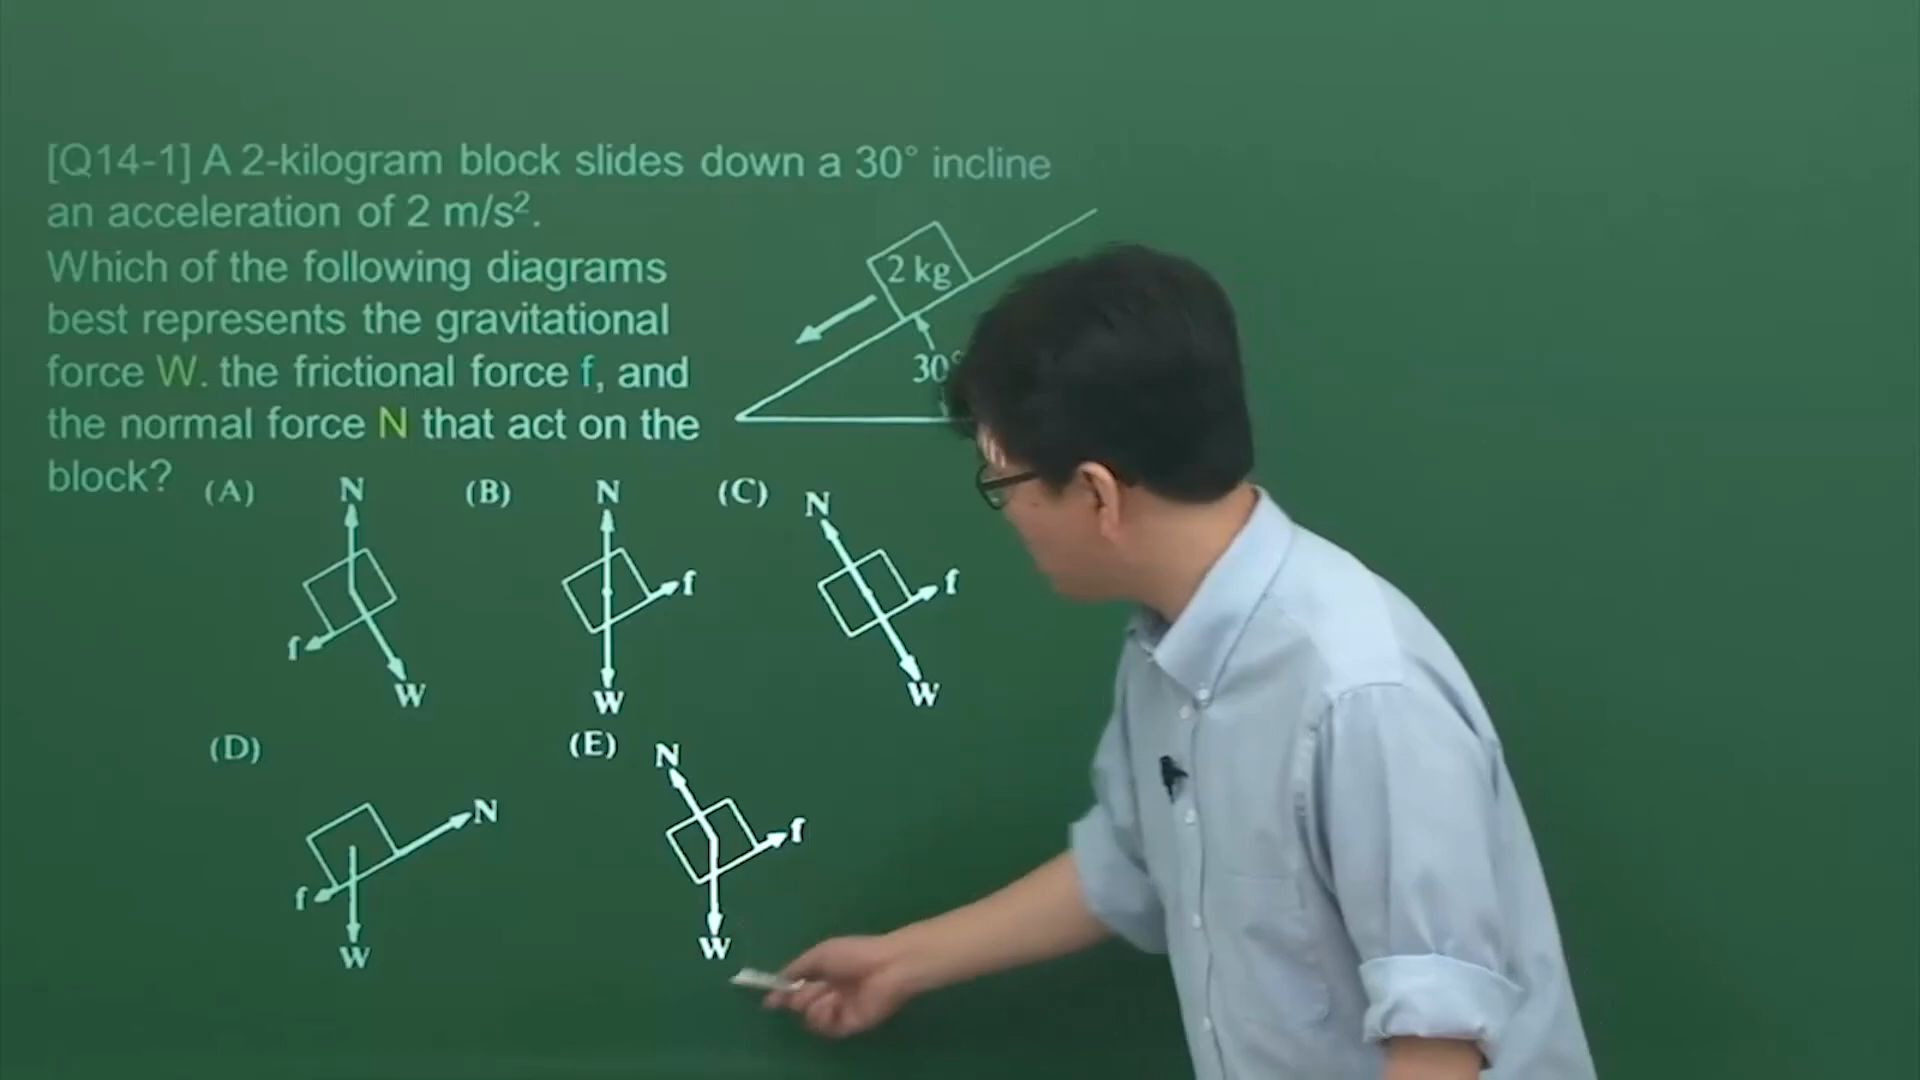 [Q14-1] A 2-kilogram block slides down a 30° incline
an acceleration of 2 m/s².
Which of the following diagrams
best represents the gravitational
force W. the frictional force f, and
the normal force N that act on the
block?
2 kg
30°
(A) N f W
(B) N f W
(C) N f W
(D) N f W
(E) N f W